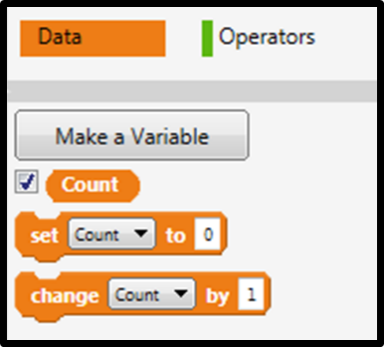 Data Operators
Make a Variable
Count
set Count to 0
change Count by 1